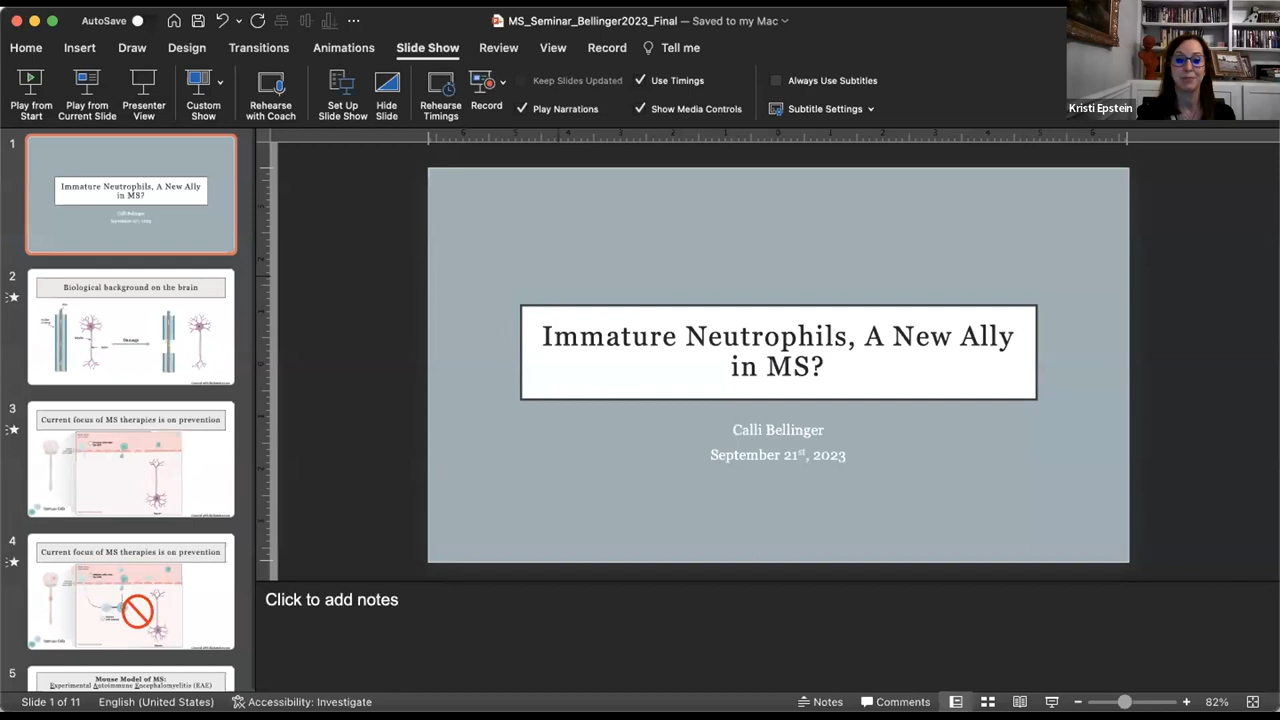 AutoSave
MS_Seminar_Bellinger2023_Final — Saved to my Mac
Home
Insert
Draw
Design
Transitions
Animations
Slide Show
Review
View
Record
Tell me
Play from
Start
Play from
Current Slide
Presenter
View
Custom
Show
Rehearse
with Coach
Set Up
Slide Show
Hide
Slide
Rehearse
Timings
Record
Keep Slides Updated
Use Timings
Play Narrations
Show Media Controls
Always Use Subtitles
Subtitle Settings
Kristi Epstein
1
Immature Neutrophils, A New Ally
in MS?
Calli Bellinger
September 21st, 2023
2
Biological background on the brain
Damage
3
Current focus of MS therapies is on prevention
4
Current focus of MS therapies is on prevention
5
Mouse Model of MS:
Experimental Autoimmune Encephalomyelitis (EAE)
Immature Neutrophils, A New Ally
in MS?
Calli Bellinger
September 21st, 2023
Click to add notes
Slide 1 of 11
English (United States)
Accessibility: Investigate
Notes
Comments
82%